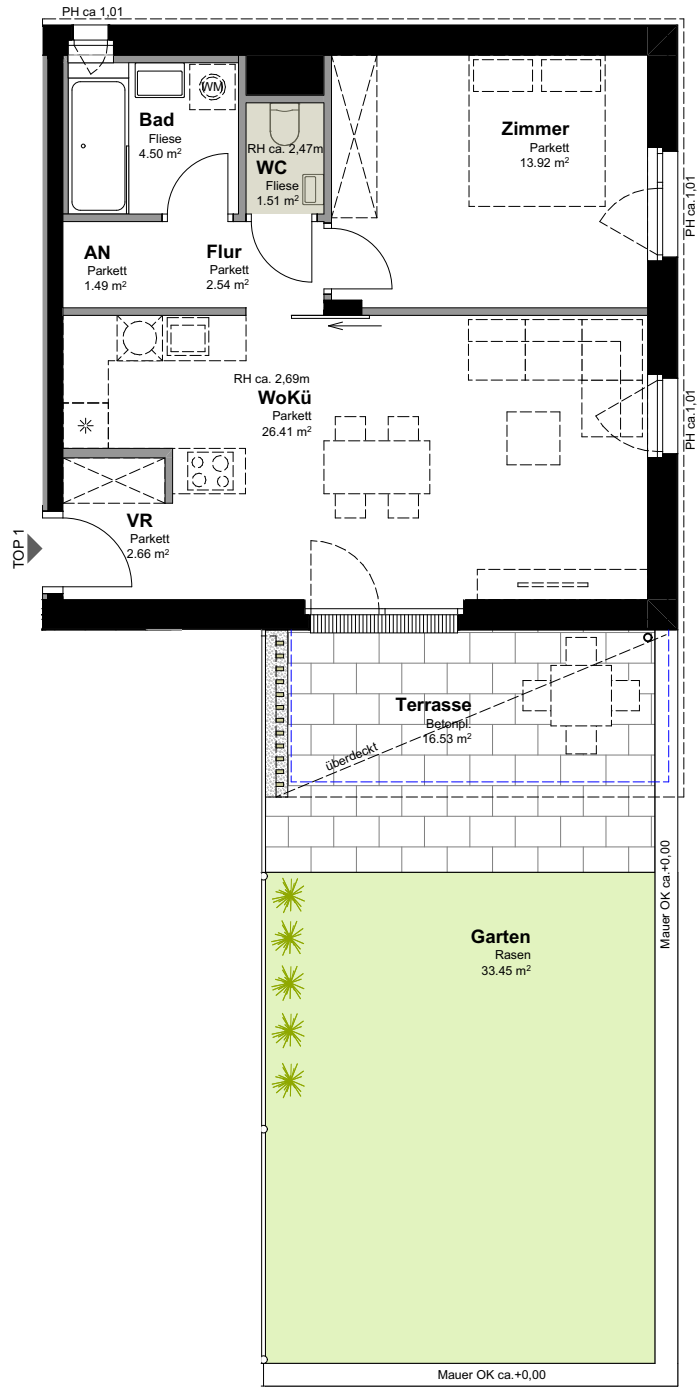 PH ca 1,01
Bad
Fliese
4.50 m²
WM
RH ca. 2,47m
WC
Fliese
1.51 m²
Zimmer
Parkett
13.92 m²
PH ca.1,01
AN
Parkett
1.49 m²
Flur
Parkett
2.54 m²
RH ca. 2,69m
WoKü
Parkett
26.41 m²
PH ca.1,01
VR
Parkett
2.66 m²
TOP 1
Terrasse
Betonpl.
16.53 m²
überdeckt
Mauer OK ca.+0,00
Garten
Rasen
33.45 m²
Mauer OK ca.+0,00